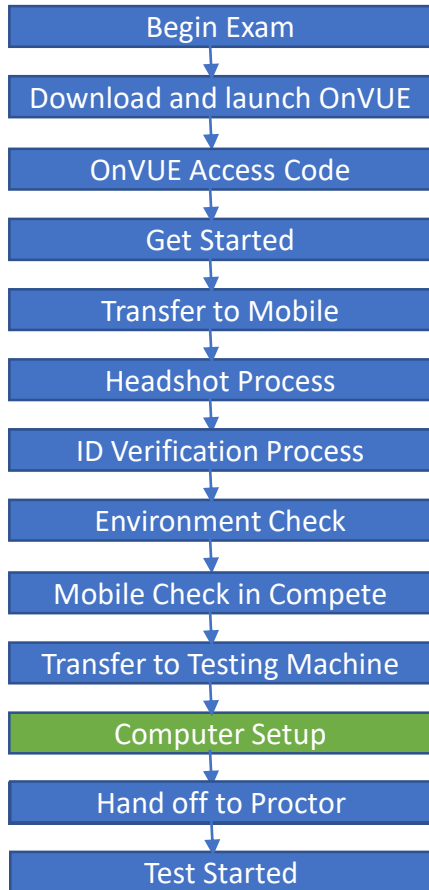 Begin Exam
Download and launch OnVUE
OnVUE Access Code
Get Started
Transfer to Mobile
Headshot Process
ID Verification Process
Environment Check
Mobile Check in Compete
Transfer to Testing Machine
Computer Setup
Hand off to Proctor
Test Started